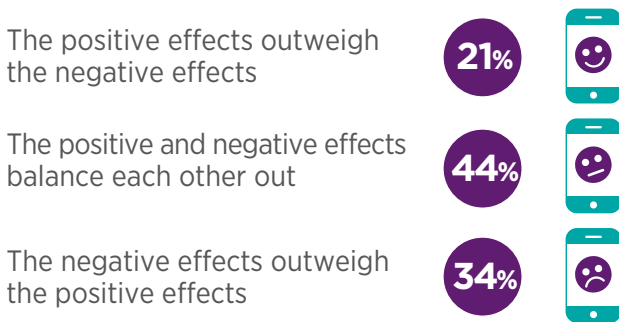 The positive effects outweigh
the negative effects
21%
The positive and negative effects
balance each other out
44%
The negative effects outweigh
the positive effects
34%